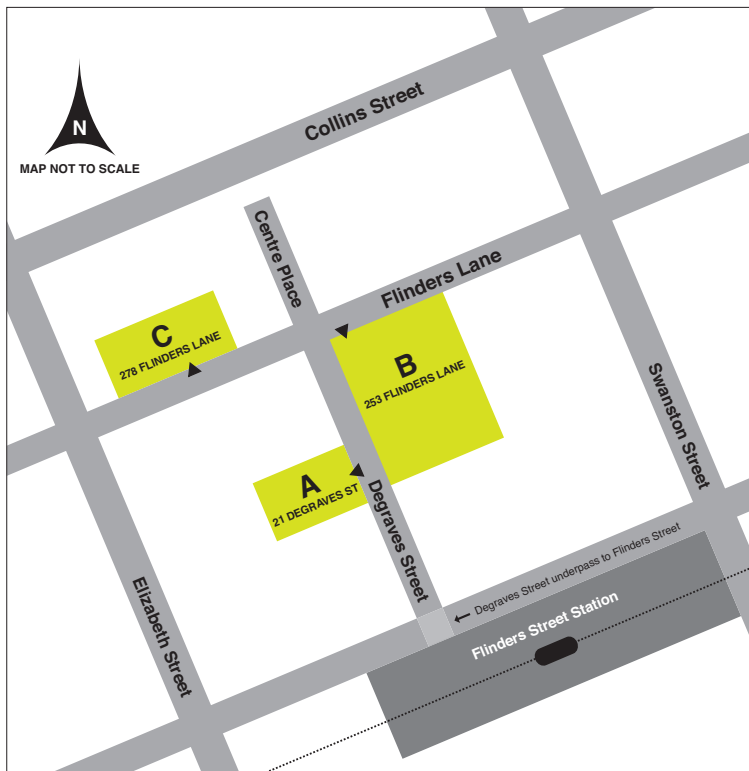 Collins Street
N
MAP NOT TO SCALE
Centre Place
Flinders Lane
C
278 FLINDERS LANE
B
253 FLINDERS LANE
Swanston Street
A
21 DEGRAVES ST
Degraves Street
Degraves Street underpass to Flinders Street
Flinders Street Station
Elizabeth Street